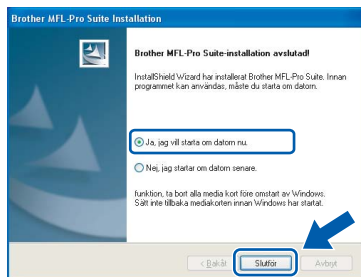 Brother MFL-Pro Suite Installation
Brother MFL-Pro Suite-installation avslutad!
InstallShield Wizard har installerat Brother MFL-Pro Suite. Innan
programmet kan användas, måste du starta om datorn.
Ja, jag vill starta om datorn nu.
Nej, jag startar om datorn senare.
funktion, ta bort alla media kort före omstart av Windows.
Sätt inte tillbaka mediakorten innan Windows har startat.
< Bakåt Slutför Avbryt